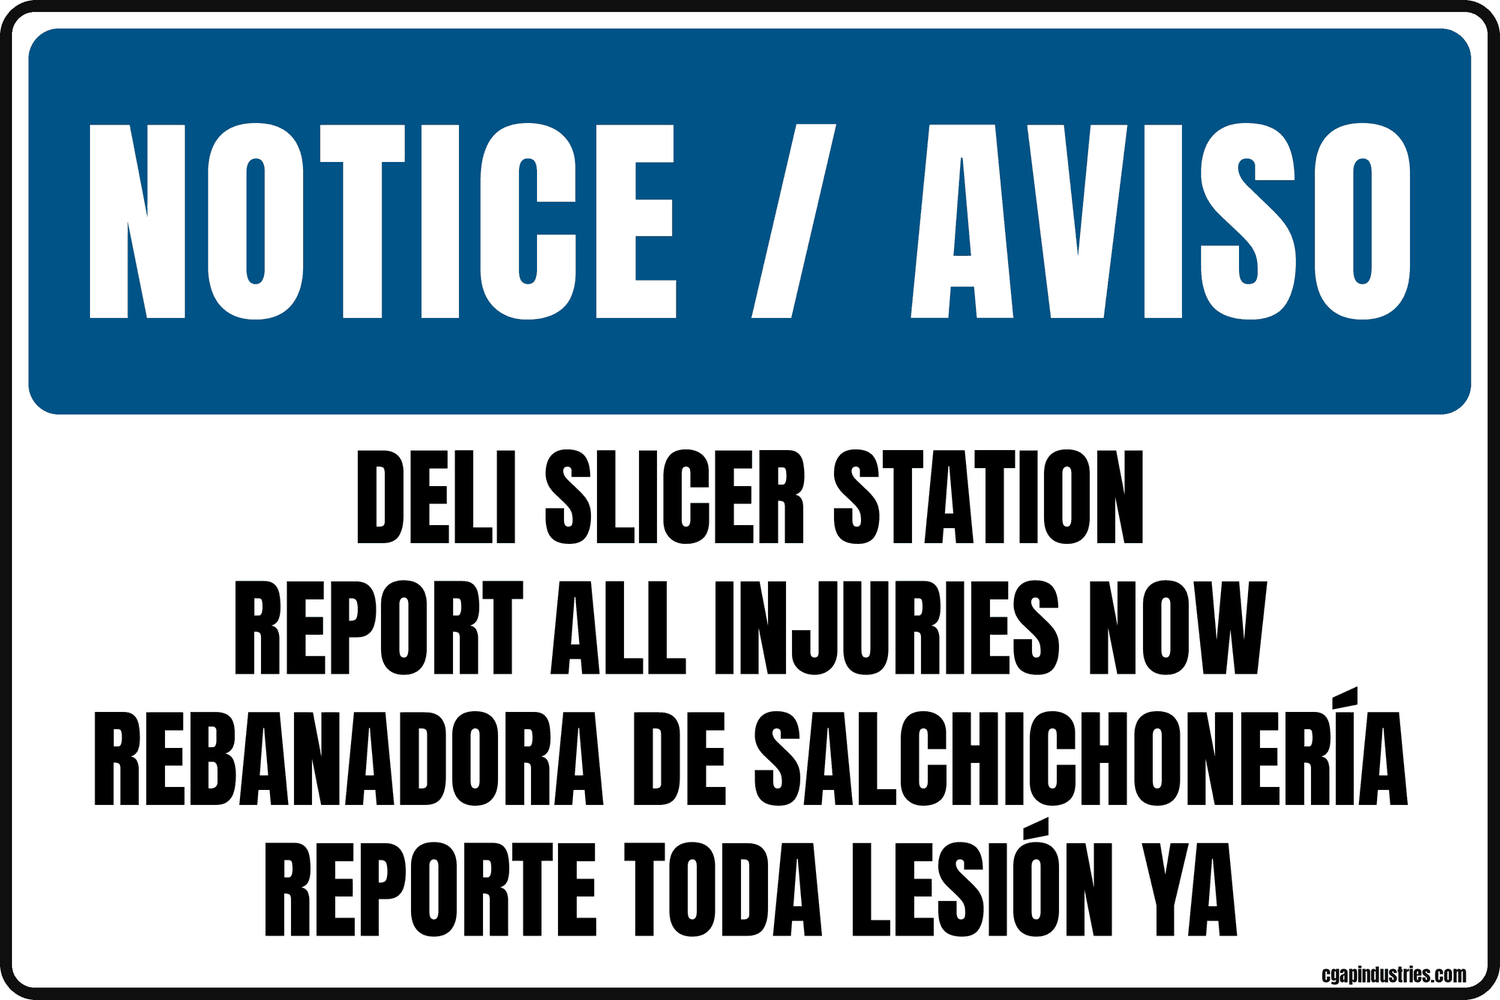 NOTICE / AVISO
DELI SLICER STATION
REPORT ALL INJURIES NOW
REBANADORA DE SALCHICHONERÍA
REPORTE TODA LESIÓN YA
cgapindustries.com